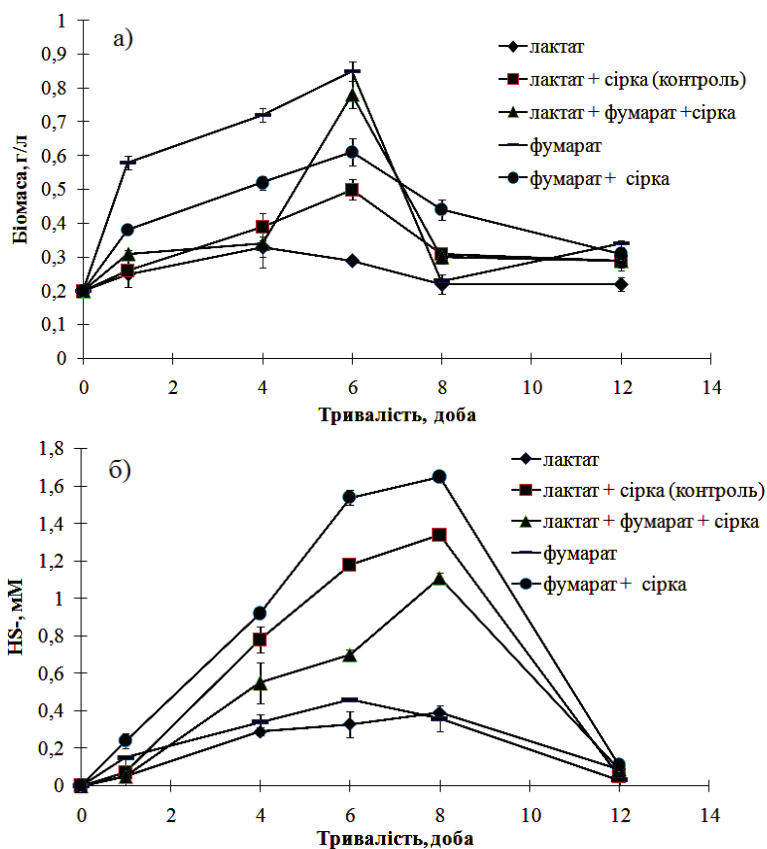 а)
Біомаса, г/л
1
0,9
0,8
0,7
0,6
0,5
0,4
0,3
0,2
0,1
0
0 2 4 6 8 10 12 14
Тривалість, доба
лактат
лактат + сірка (контроль)
лактат + фумарат +сірка
фумарат
фумарат + сірка
б)
HS-, мМ
1,8
1,6
1,4
1,2
1
0,8
0,6
0,4
0,2
0
0 2 4 6 8 10 12 14
Тривалість, доба
лактат
лактат + сірка (контроль)
лактат + фумарат + сірка
фумарат
фумарат + сірка